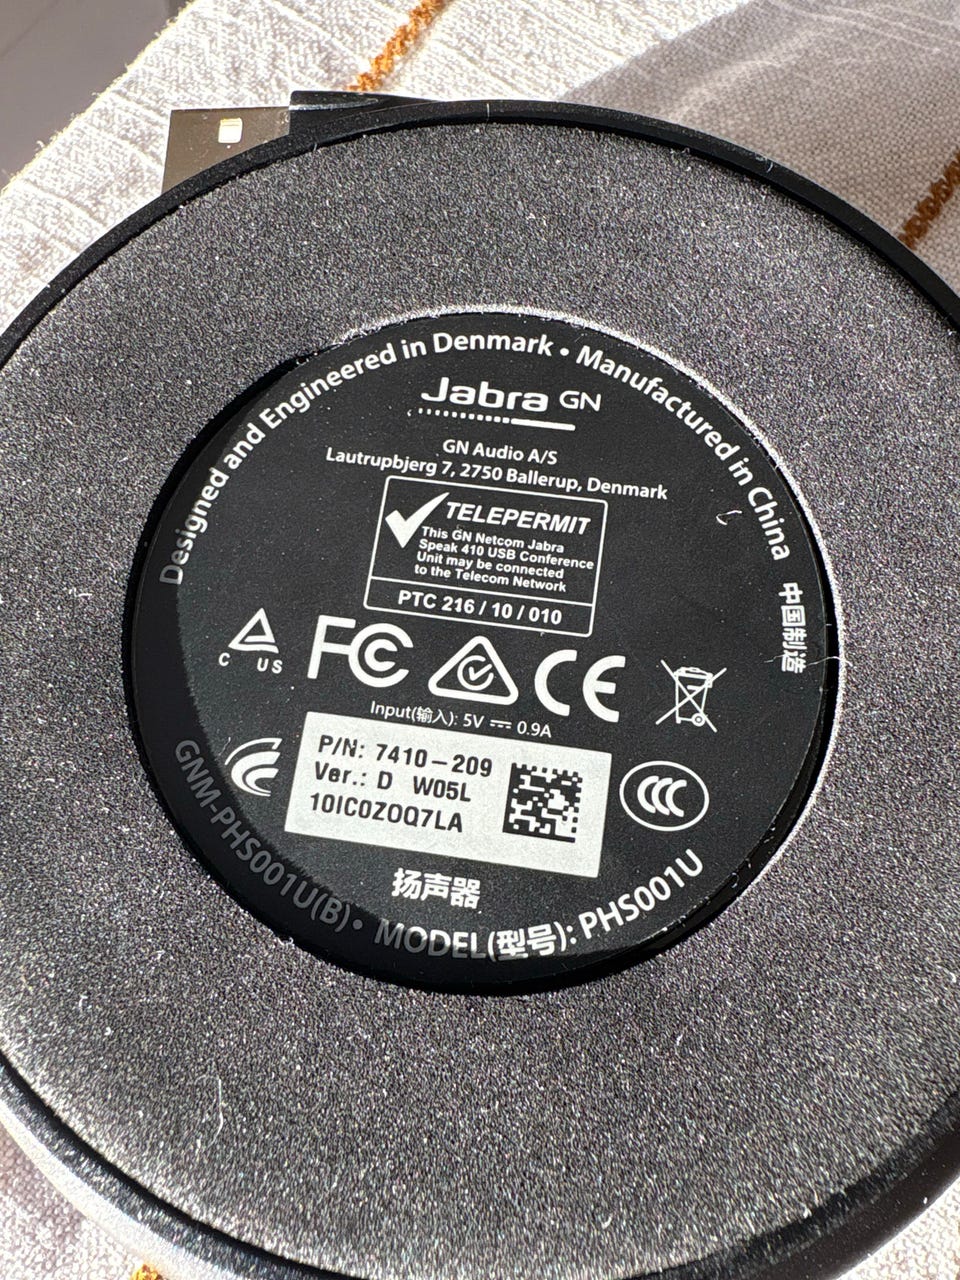 Designed and Engineered in Denmark • Manufactured in China 中国制造
Jabra GN
GN Audio A/S
Lautrupbjerg 7, 2750 Ballerup, Denmark
TELEPERMIT
This GN Netcom Jabra
Speak 410 USB Conference
Unit may be connected
to the Telecom Network
PTC 216 / 10 / 010
C US
FC
CE
Input(输入): 5V ⎓ 0.9A
P/N: 7410-209
Ver.: D W05L
10IC0Z0Q7LA
CCC
扬声器
GNM-PHS001U(B) • MODEL(型号): PHS001U